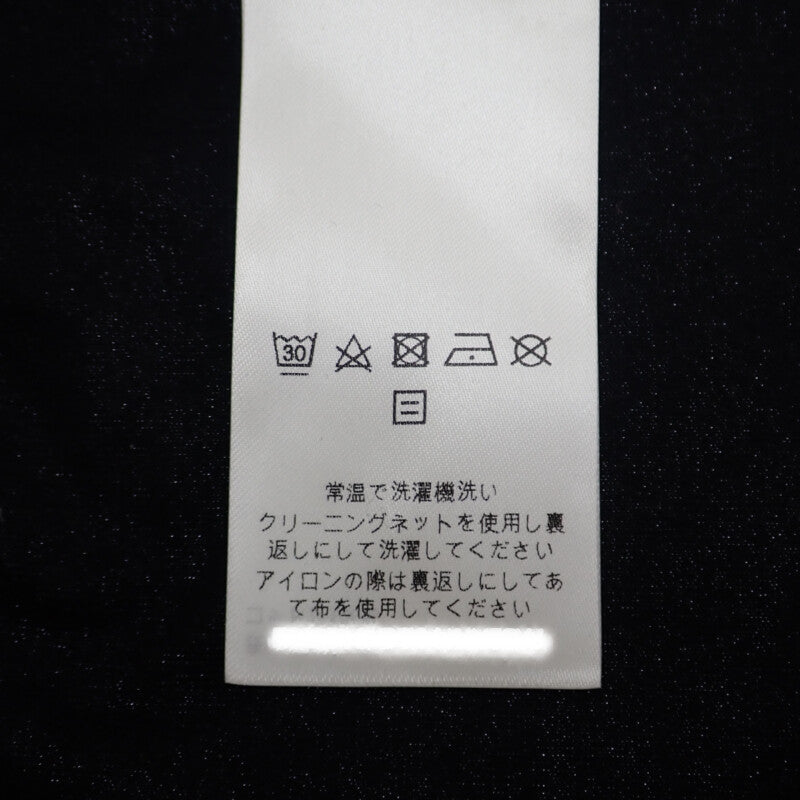 30
常温で洗濯機洗い
クリーニングネットを使用し裏
返しにして洗濯してください
アイロンの際は裏返しにしてあ
て布を使用してください